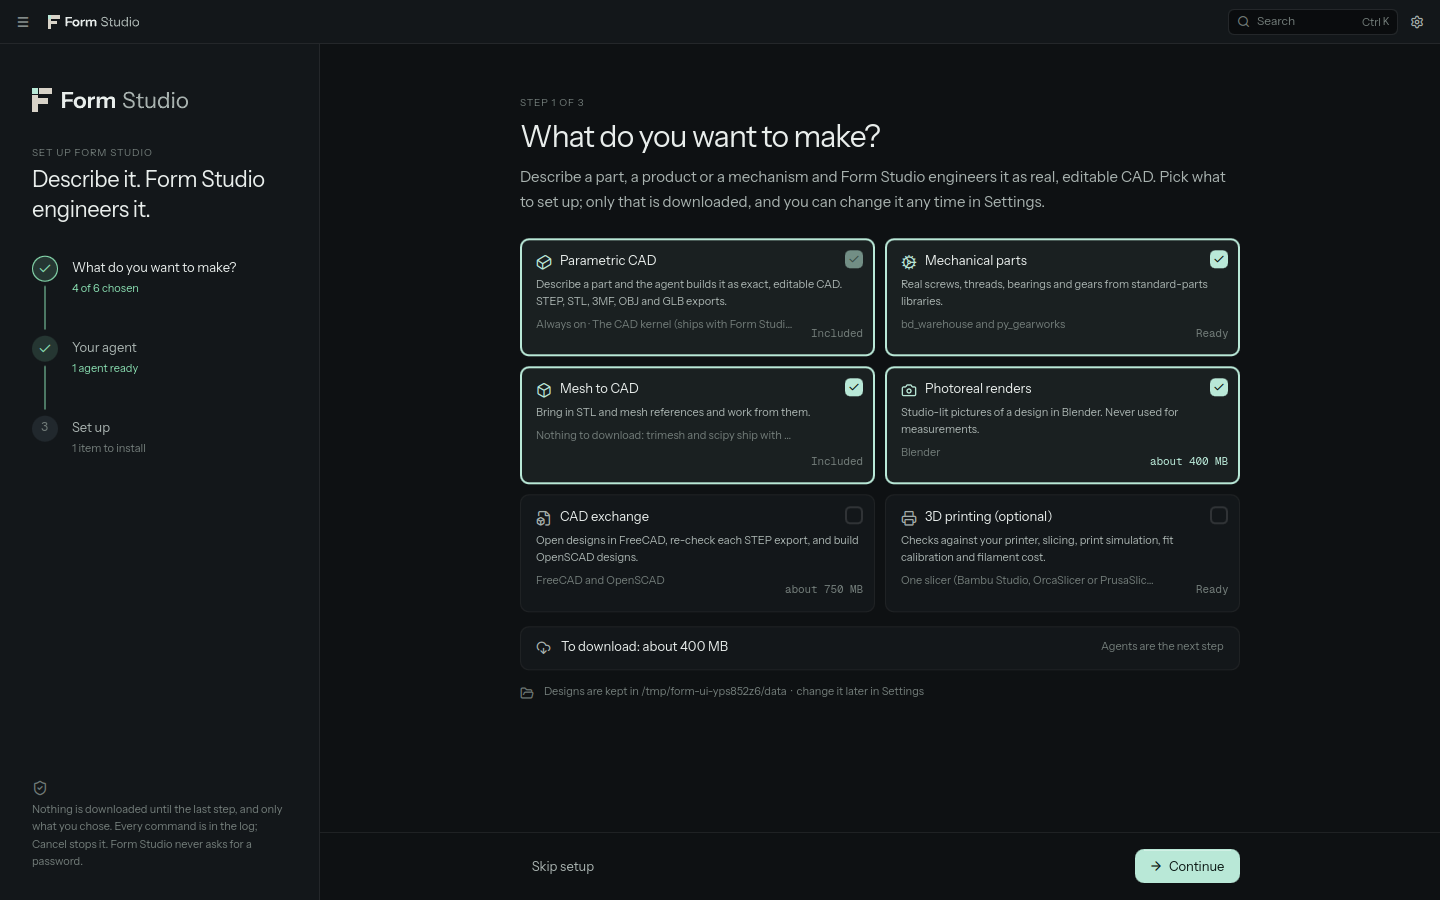 Form Studio
Search
Ctrl K
Form Studio
SET UP FORM STUDIO
Describe it. Form Studio
engineers it.
What do you want to make?
4 of 6 chosen
Your agent
1 agent ready
3
Set up
1 item to install
Nothing is downloaded until the last step, and only
what you chose. Every command is in the log;
Cancel stops it. Form Studio never asks for a
password.
STEP 1 OF 3
What do you want to make?
Describe a part, a product or a mechanism and Form Studio engineers it as real, editable CAD. Pick what
to set up; only that is downloaded, and you can change it any time in Settings.
Parametric CAD
Describe a part and the agent builds it as exact, editable CAD.
STEP, STL, 3MF, OBJ and GLB exports.
Always on · The CAD kernel (ships with Form Studi...
Included
Mechanical parts
Real screws, threads, bearings and gears from standard-parts
libraries.
bd_warehouse and py_gearworks
Ready
Mesh to CAD
Bring in STL and mesh references and work from them.
Nothing to download: trimesh and scipy ship with ...
Included
Photoreal renders
Studio-lit pictures of a design in Blender. Never used for
measurements.
Blender
about 400 MB
CAD exchange
Open designs in FreeCAD, re-check each STEP export, and build
OpenSCAD designs.
FreeCAD and OpenSCAD
about 750 MB
3D printing (optional)
Checks against your printer, slicing, print simulation, fit
calibration and filament cost.
One slicer (Bambu Studio, OrcaSlicer or PrusaSlic...
Ready
To download: about 400 MB
Agents are the next step
Designs are kept in /tmp/form-ui-yps852z6/data · change it later in Settings
Skip setup
Continue